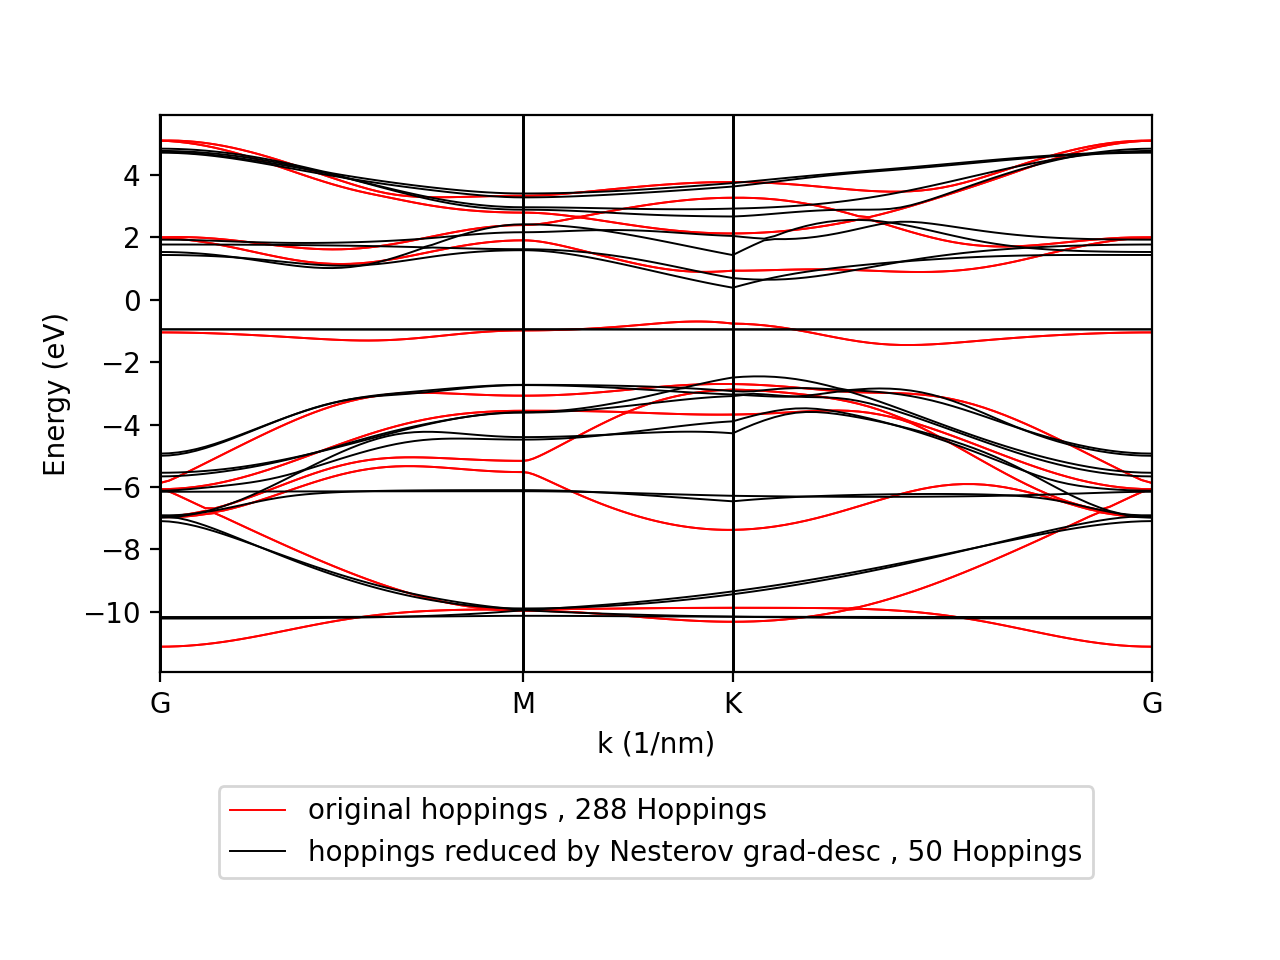 4
2
0
−2
−4
−6
−8
−10
Energy (eV)
G M K G
k (1/nm)
original hoppings , 288 Hoppings
hoppings reduced by Nesterov grad-desc , 50 Hoppings